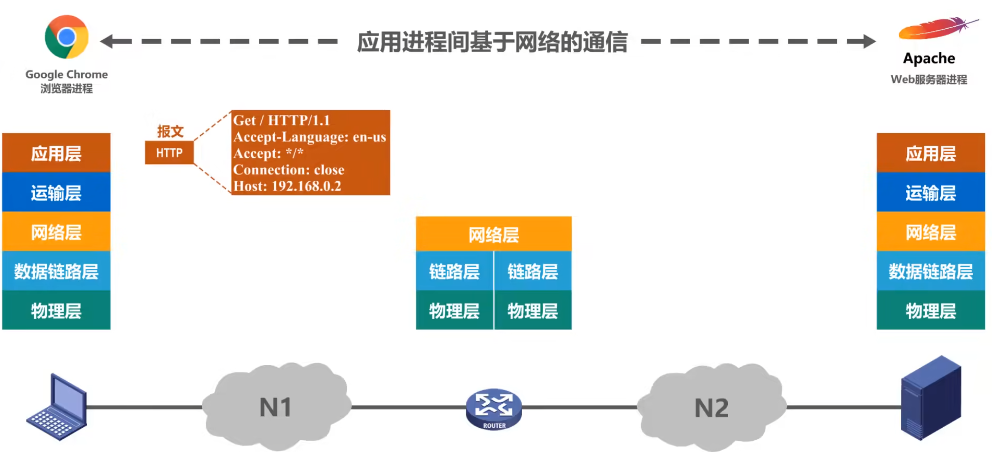 应用进程间基于网络的通信
Google Chrome
浏览器进程
Apache
Web服务器进程
报文
HTTP
Get / HTTP/1.1
Accept-Language: en-us
Accept: */*
Connection: close
Host: 192.168.0.2
应用层
运输层
网络层
数据链路层
物理层
网络层
链路层 链路层
物理层 物理层
应用层
运输层
网络层
数据链路层
物理层
N1
ROUTER
N2